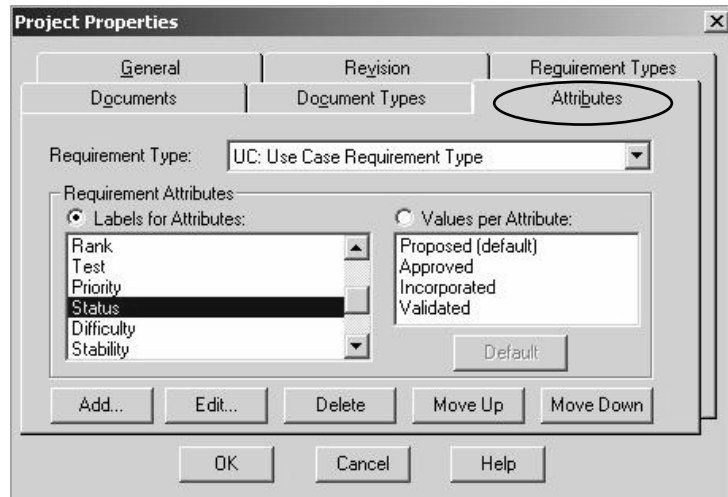 Project Properties
General Revision Requirement Types
Documents Document Types Attributes
Requirement Type: UC: Use Case Requirement Type
Requirement Attributes
Labels for Attributes: Values per Attribute:
Rank Proposed (default)
Test Approved
Priority Incorporated
Status Validated
Difficulty
Stability Default
Add... Edit... Delete Move Up Move Down
OK Cancel Help